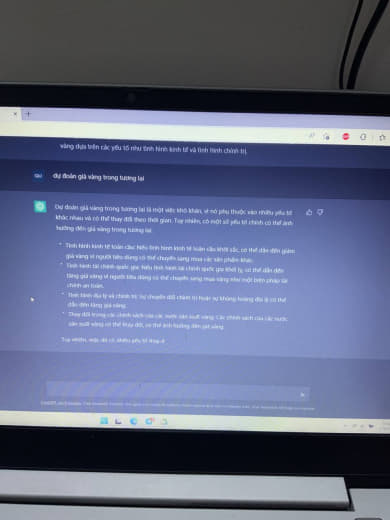 vàng dựa trên các yếu tố như tình hình kinh tế và tình hình chính trị.
dự đoán giá vàng trong tương lai
Dự đoán giá vàng trong tương lai là một việc khó khăn, vì nó phụ thuộc vào nhiều yếu tố
khác nhau và có thể thay đổi theo thời gian. Tuy nhiên, có một số yếu tố chính có thể ảnh
hưởng đến giá vàng trong tương lai:
Tình hình kinh tế toàn cầu: Nếu tình hình kinh tế toàn cầu khởi sắc, có thể dẫn đến giảm
giá vàng vì người tiêu dùng có thể chuyển sang mua các sản phẩm khác.
Tình hình tài chính quốc gia: Nếu tình hình tài chính quốc gia khó lý, có thể dẫn đến
tăng giá vàng vì người tiêu dùng có thể chuyển sang mua vàng như một biện pháp tài
chính an toàn.
Tình hình địa lý và chính trị: Sự chuyển đổi chính trị hoặc sự khủng hoảng địa lý có thể
dẫn đến tăng giá vàng.
Thay đổi trong các chính sách của các nước sản xuất vàng: Các chính sách của các nước
sản xuất vàng có thể thay đổi, có thể ảnh hưởng đến giá vàng.
Tuy nhiên, mặc dù có nhiều yếu tố